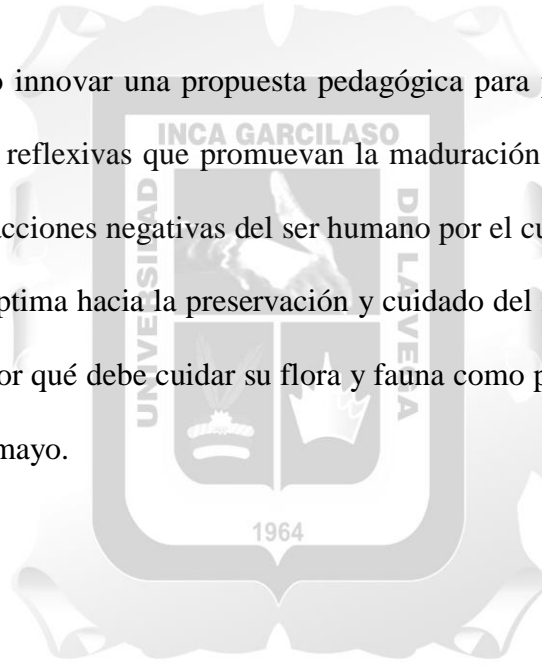 innovar una propuesta pedagógica para
reflexivas que promuevan la maduración
acciones negativas del ser humano por el
ptima hacia la preservación y cuidado del
or qué debe cuidar su flora y fauna como
mayo.
INCA GARCILASO
UNIVERSIDAD
DE LA VEGA
1964